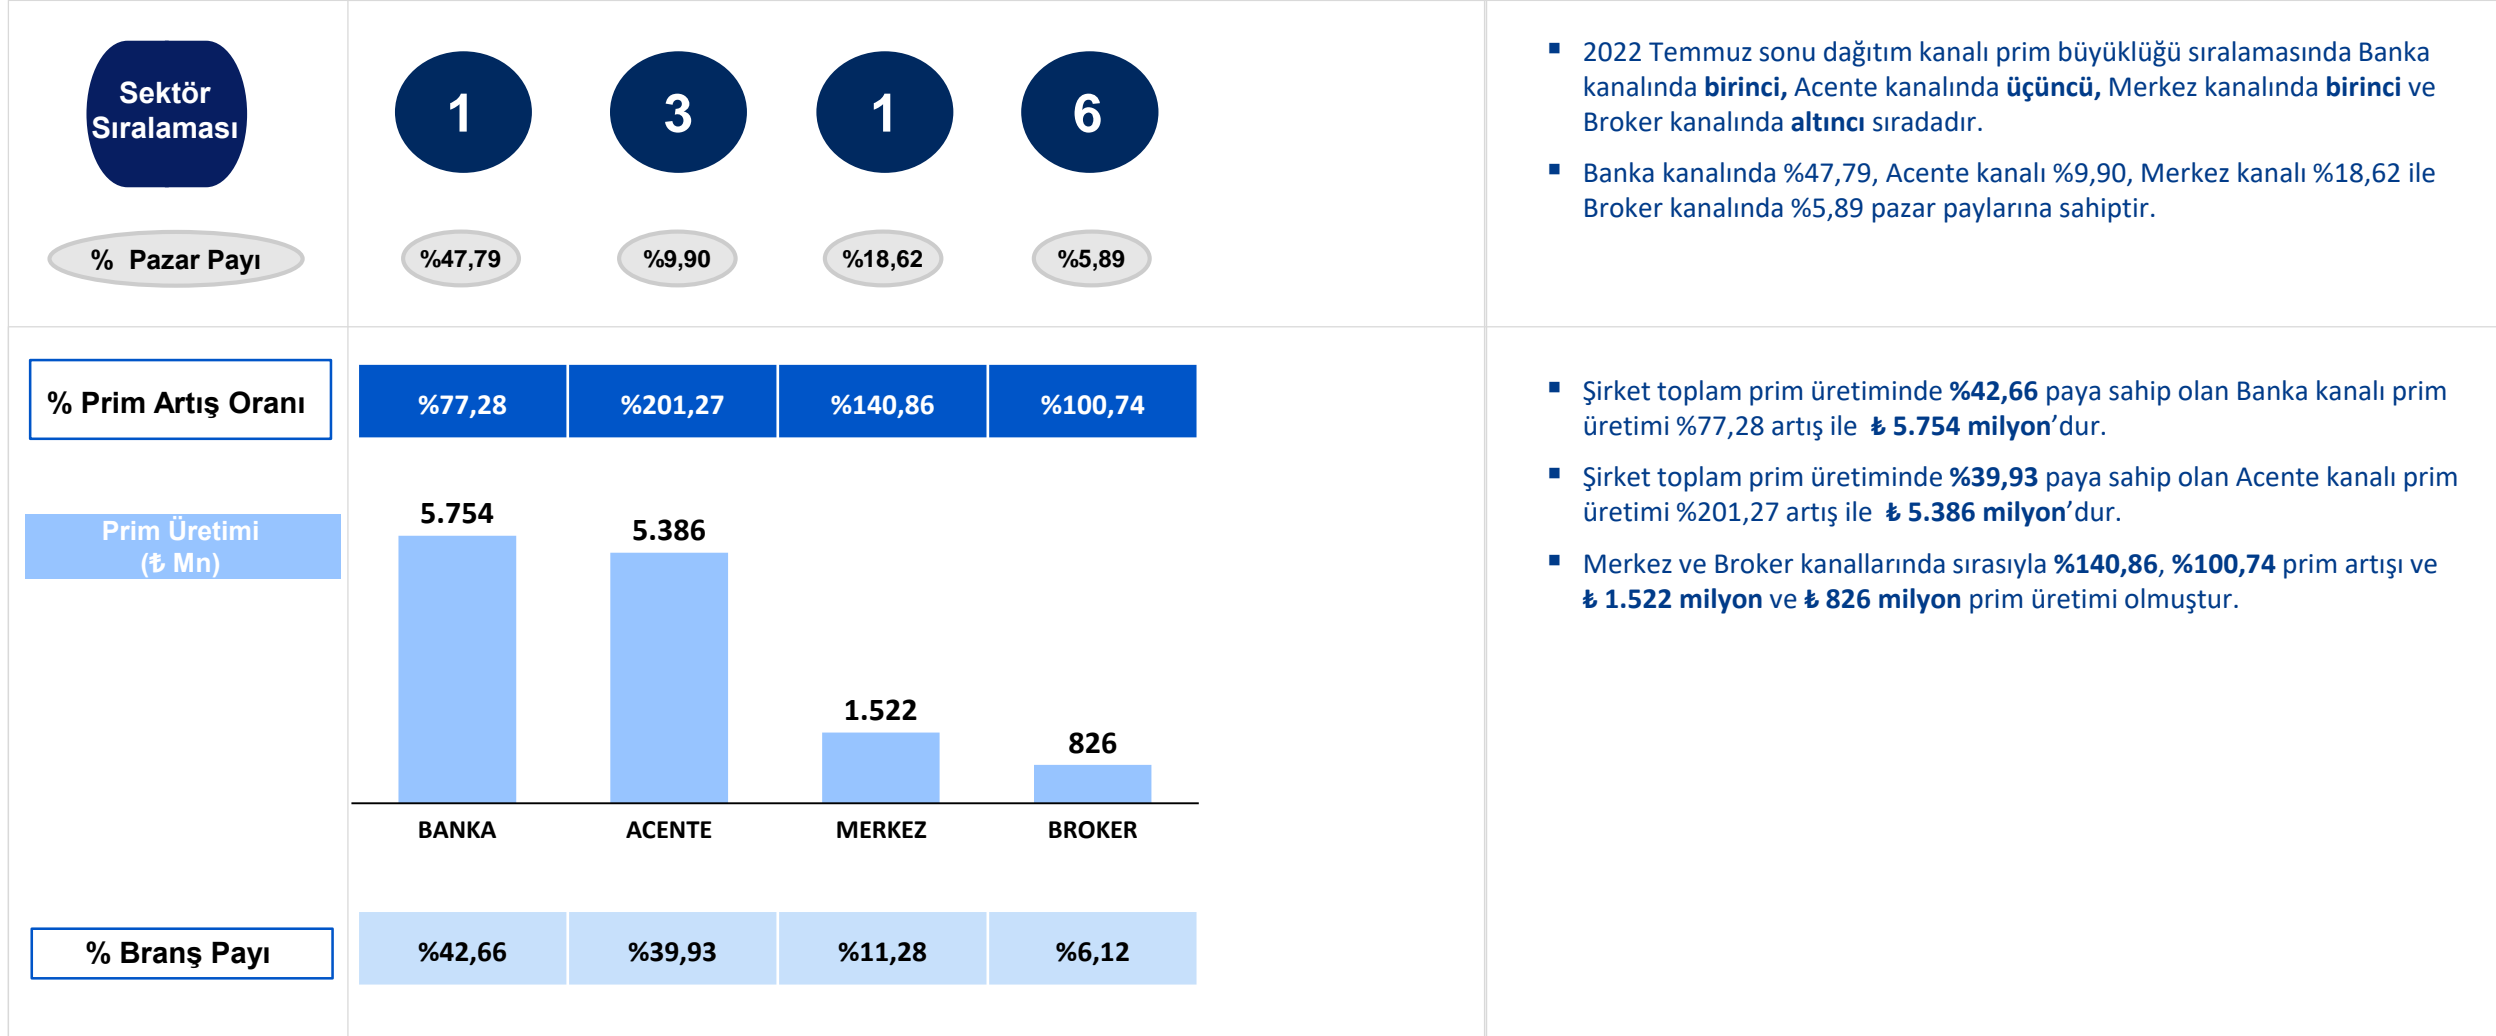 Sektör
Sıralaması
1 3 1 6
% Pazar Payı
%47,79 %9,90 %18,62 %5,89
▪ 2022 Temmuz sonu dağıtım kanalı prim büyüklüğü sıralamasında Banka
kanalında birinci, Acente kanalında üçüncü, Merkez kanalında birinci ve
Broker kanalında altıncı sıradadır.
▪ Banka kanalında %47,79, Acente kanalı %9,90, Merkez kanalı %18,62 ile
Broker kanalında %5,89 pazar paylarına sahiptir.
% Prim Artış Oranı
%77,28 %201,27 %140,86 %100,74
Prim Üretimi
(₺ Mn)
5.754
5.386
1.522
826
BANKA ACENTE MERKEZ BROKER
% Branş Payı
%42,66 %39,93 %11,28 %6,12
▪ Şirket toplam prim üretiminde %42,66 paya sahip olan Banka kanalı prim
üretimi %77,28 artış ile ₺ 5.754 milyon’dur.
▪ Şirket toplam prim üretiminde %39,93 paya sahip olan Acente kanalı prim
üretimi %201,27 artış ile ₺ 5.386 milyon’dur.
▪ Merkez ve Broker kanallarında sırasıyla %140,86, %100,74 prim artışı ve
₺ 1.522 milyon ve ₺ 826 milyon prim üretimi olmuştur.